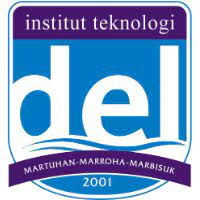 institut teknologi
del
MARTUHAN-MARROHA-MARBISUK
2001